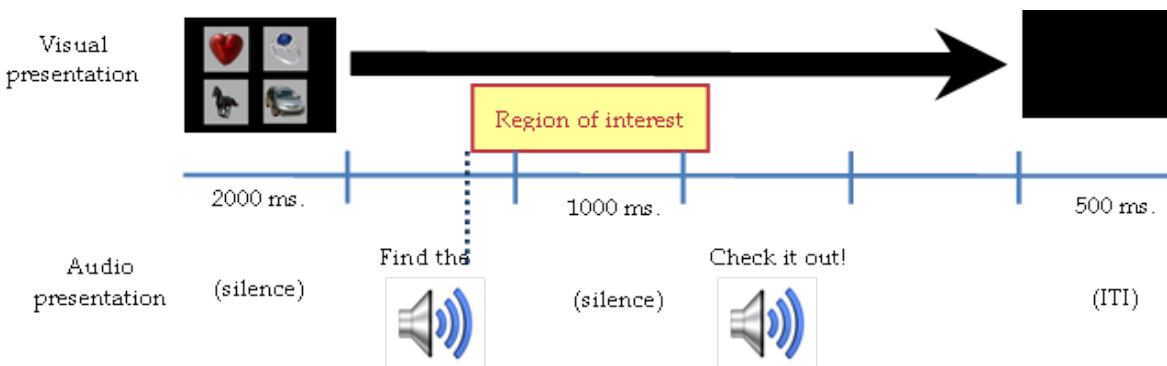 Visual
presentation
Region of interest
2000 ms.
1000 ms.
500 ms.
Audio
presentation
(silence)
Find the
(silence)
Check it out!
(ITI)